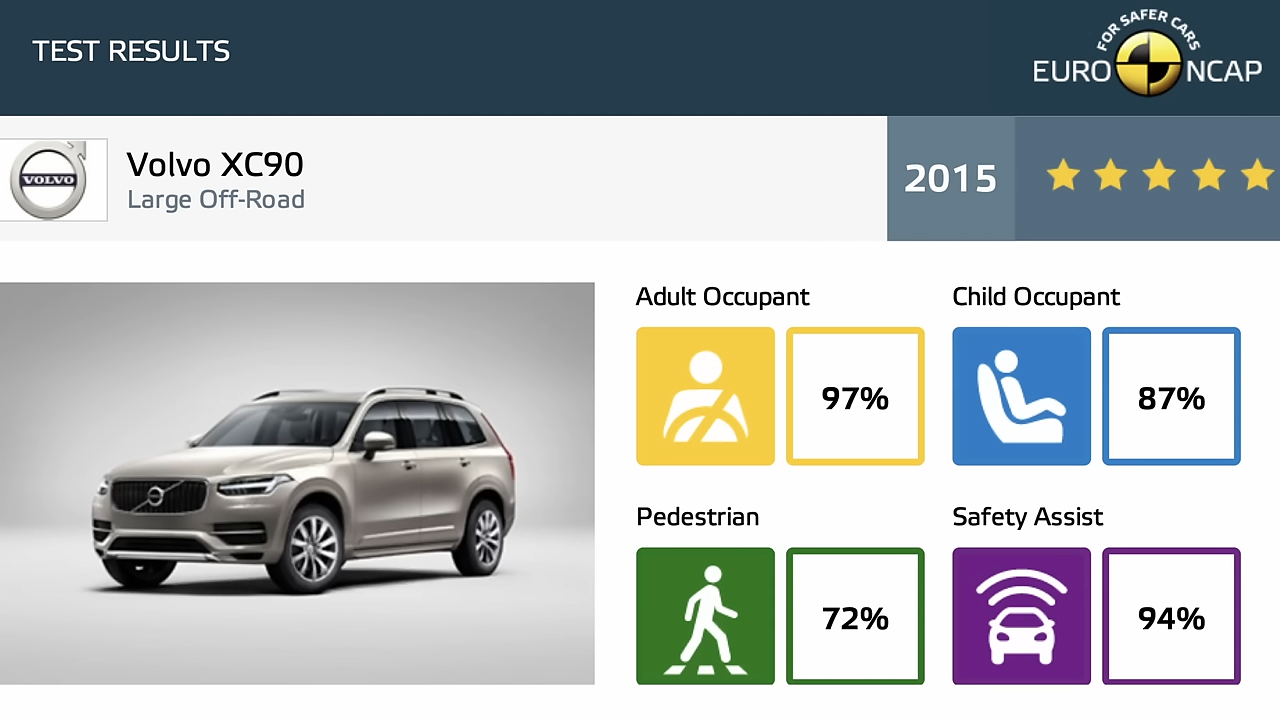 TEST RESULTS
FOR SAFER CARS
EURO NCAP
VOLVO
Volvo XC90
Large Off-Road
2015
Adult Occupant
Child Occupant
97%
87%
Pedestrian
Safety Assist
72%
94%